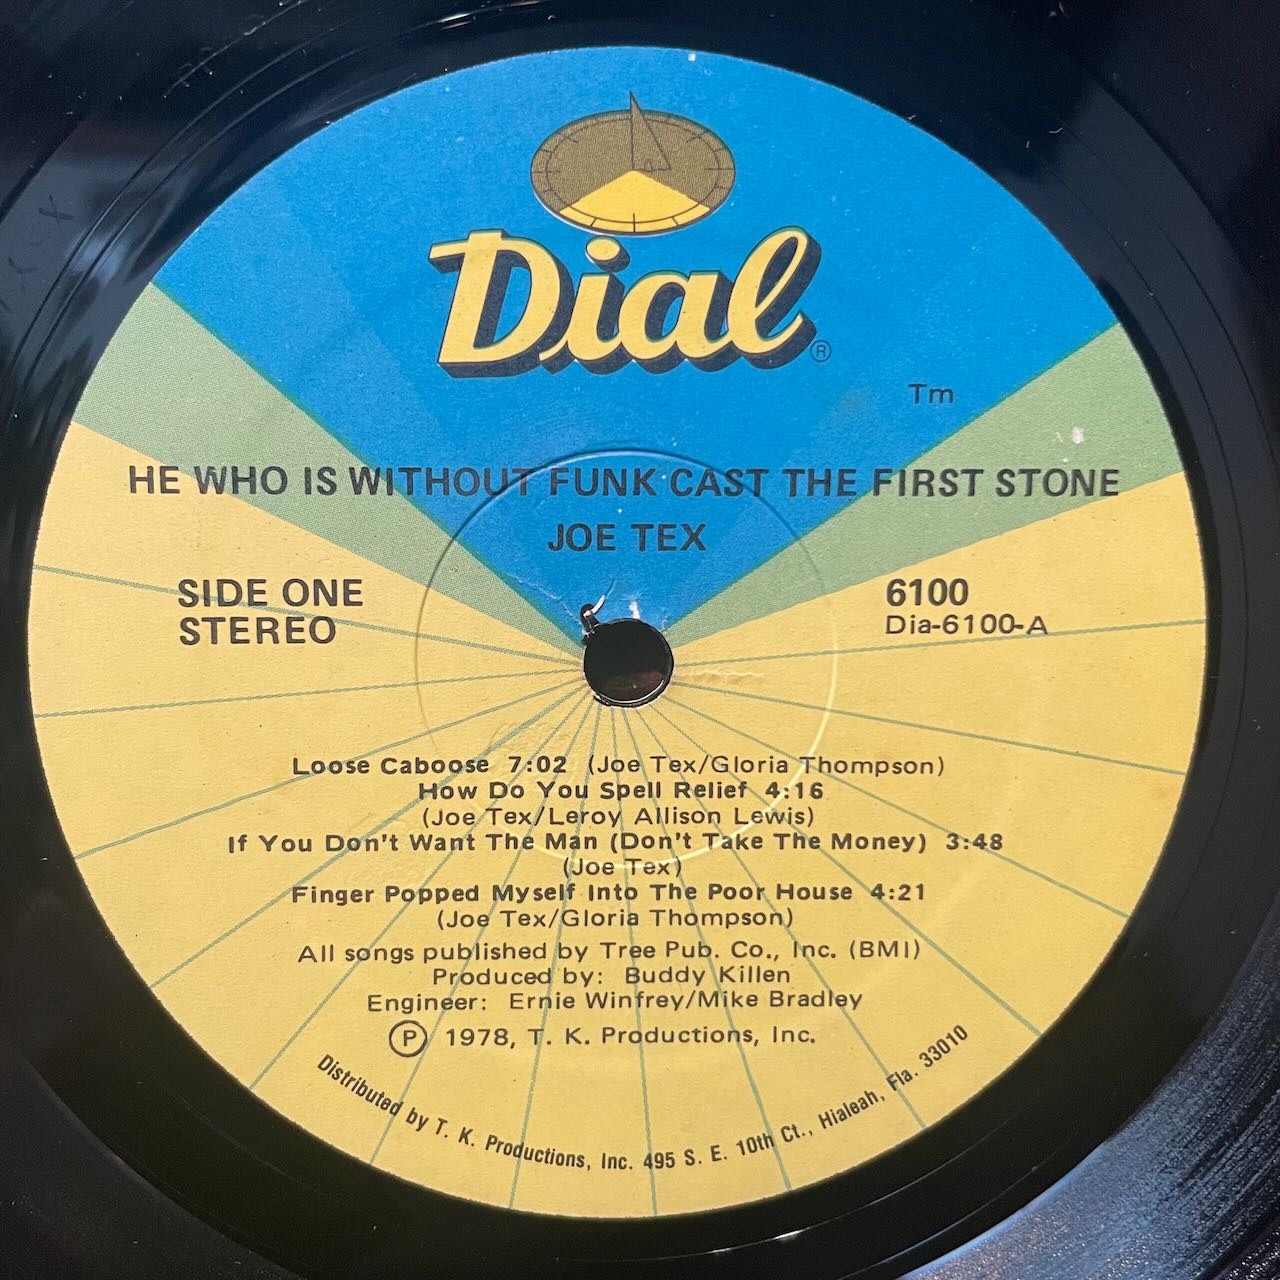 Dial ®
Tm
HE WHO IS WITHOUT FUNK CAST THE FIRST STONE
JOE TEX
SIDE ONE
STEREO
6100
Dia-6100-A
Loose Caboose 7:02 (Joe Tex/Gloria Thompson)
How Do You Spell Relief 4:16
(Joe Tex/Leroy Allison Lewis)
If You Don't Want The Man (Don't Take The Money) 3:48
(Joe Tex)
Finger Popped Myself Into The Poor House 4:21
(Joe Tex/Gloria Thompson)
All songs published by Tree Pub. Co., Inc. (BMI)
Produced by: Buddy Killen
Engineer: Ernie Winfrey/Mike Bradley
℗ 1978, T. K. Productions, Inc.
Distributed by T. K. Productions, Inc. 495 S. E. 10th Ct., Hialeah, Fla. 33010